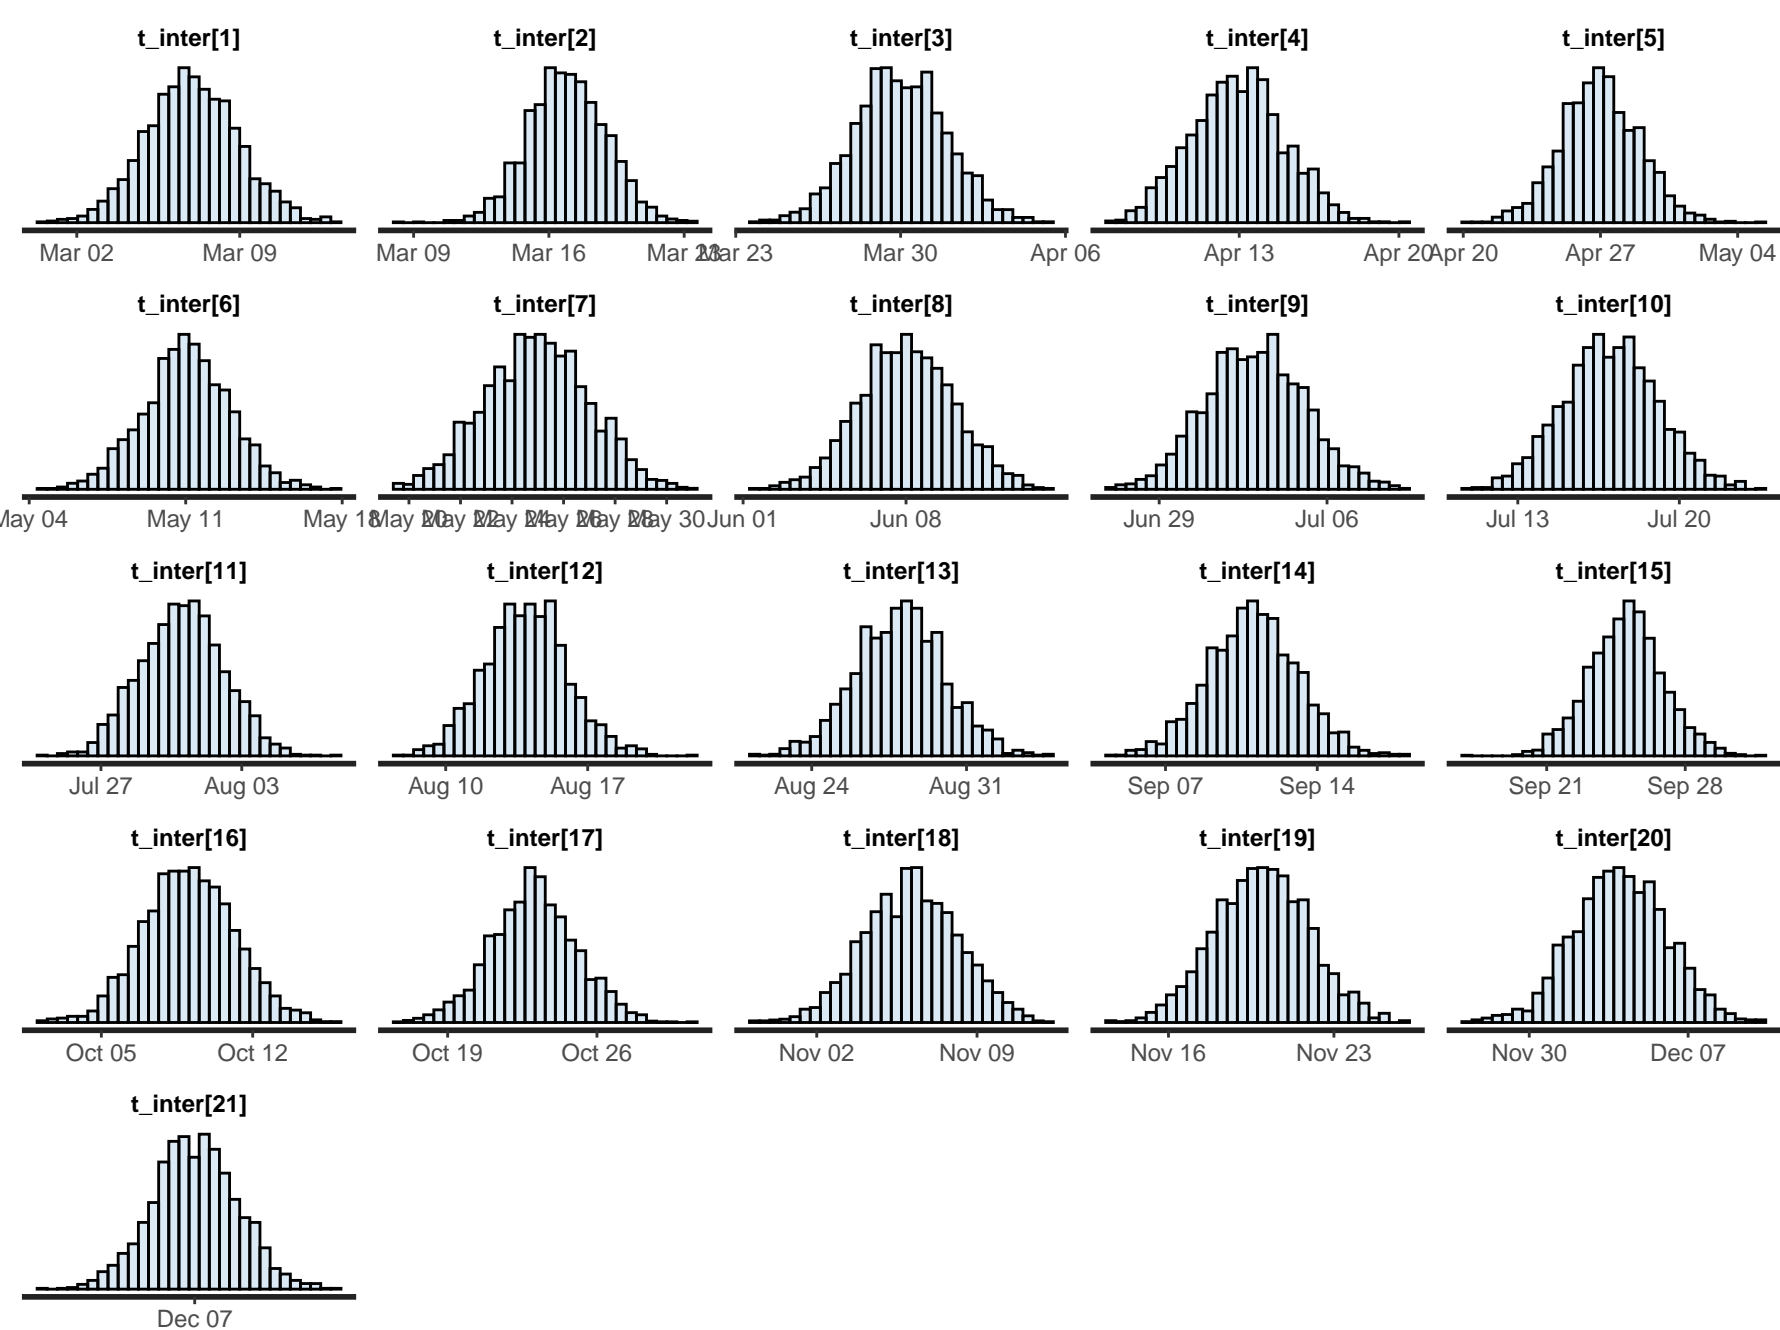 t_inter[1] t_inter[2] t_inter[3] t_inter[4] t_inter[5]
Mar 02 Mar 09 Mar 09 Mar 16 Mar 23 Mar 23 Mar 30 Apr 06 Apr 13 Apr 20 Apr 20 Apr 27 May 04
t_inter[6] t_inter[7] t_inter[8] t_inter[9] t_inter[10]
May 04 May 11 May 18 May 20 May 22 May 24 May 26 May 28 May 30 Jun 01 Jun 08 Jun 29 Jul 06 Jul 13 Jul 20
t_inter[11] t_inter[12] t_inter[13] t_inter[14] t_inter[15]
Jul 27 Aug 03 Aug 10 Aug 17 Aug 24 Aug 31 Sep 07 Sep 14 Sep 21 Sep 28
t_inter[16] t_inter[17] t_inter[18] t_inter[19] t_inter[20]
Oct 05 Oct 12 Oct 19 Oct 26 Nov 02 Nov 09 Nov 16 Nov 23 Nov 30 Dec 07
t_inter[21]
Dec 07